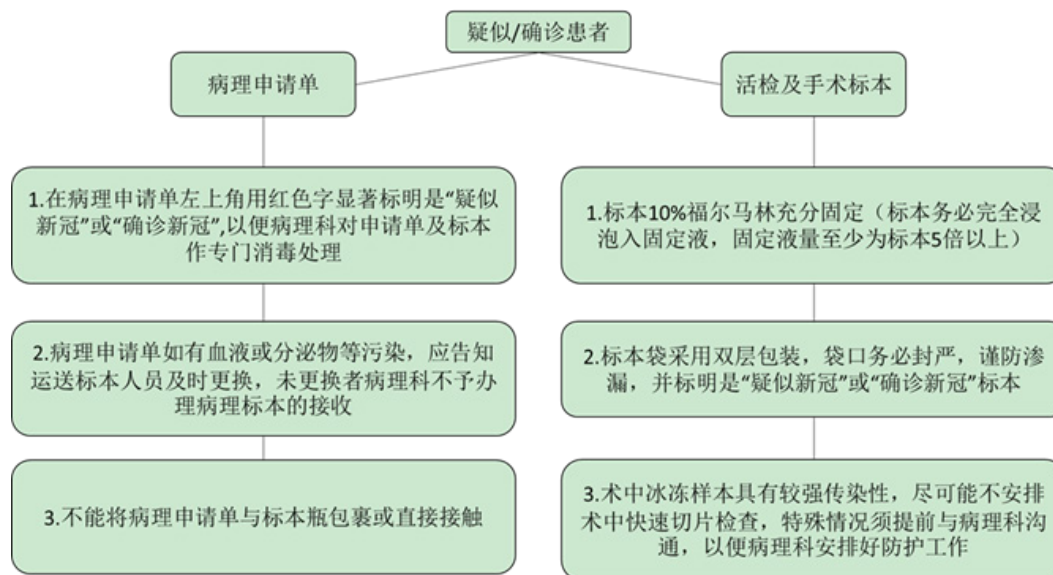 疑似/确诊患者
病理申请单
1.在病理申请单左上角用红色字显著标明是“疑似
新冠”或“确诊新冠”,以便病理科对申请单及标本
作专门消毒处理
2.病理申请单如有血液或分泌物等污染，应告知
运送标本人员及时更换，未更换者病理科不予办
理病理标本的接收
3.不能将病理申请单与标本瓶包裹或直接接触
活检及手术标本
1.标本10%福尔马林充分固定（标本务必完全浸
泡入固定液，固定液量至少为标本5倍以上）
2.标本袋采用双层包装，袋口务必封严，谨防渗
漏，并标明是“疑似新冠”或“确诊新冠”标本
3.术中冰冻样本具有较强传染性，尽可能不安排
术中快速切片检查，特殊情况须提前与病理科沟
通，以便病理科安排好防护工作